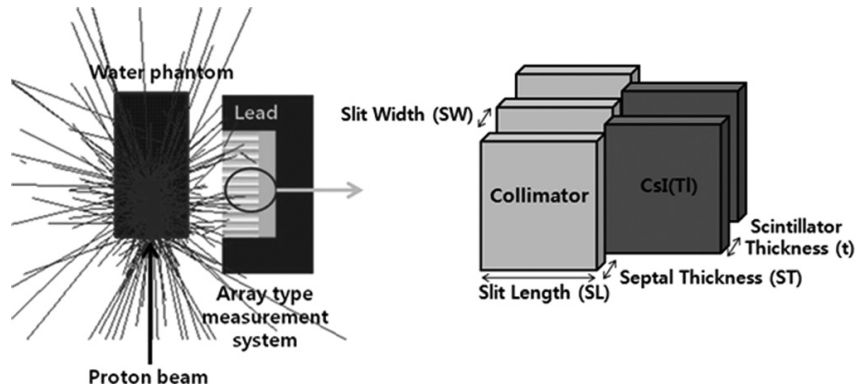 Water phantom
Lead
Array type
measurement
system
Proton beam
Slit Width (SW)
Collimator
CsI(Tl)
Scintillator
Thickness (t)
Septal Thickness (ST)
Slit Length (SL)